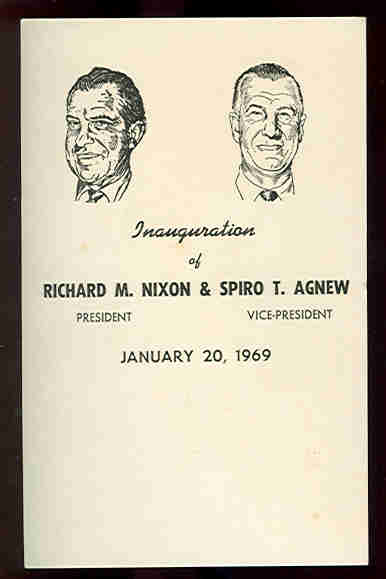 Inauguration
of
RICHARD M. NIXON & SPIRO T. AGNEW
PRESIDENT VICE-PRESIDENT
JANUARY 20, 1969